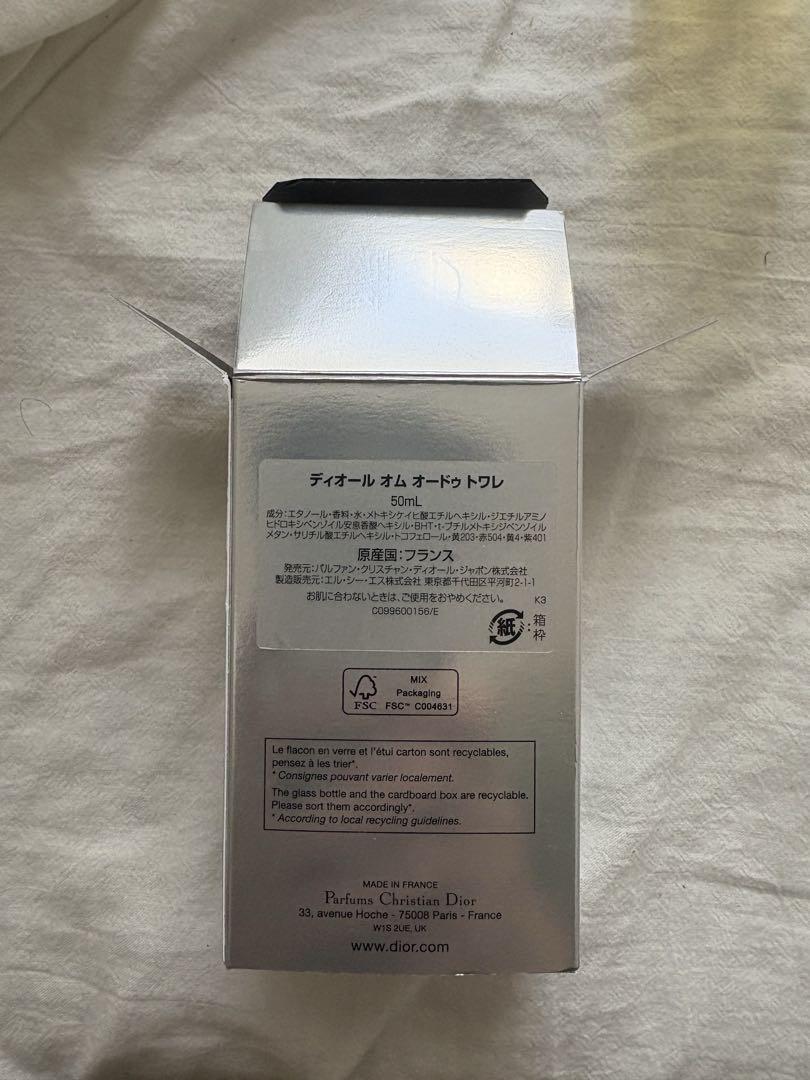 ディオール オム オードゥ トワレ
50mL
成分:エタノール・香料・水・メトキシケイヒ酸エチルヘキシル・ジエチルアミノ
ヒドロキシベンゾイル安息香酸ヘキシル・BHT・t-ブチルメトキシジベンゾイル
メタン・サリチル酸エチルヘキシル・トコフェロール・黄203・赤504・黄4・紫401
原産国:フランス
発売元:パルファン・クリスチャン・ディオール・ジャポン株式会社
製造販売元:エル・シー・エス株式会社 東京都千代田区平河町2-1-1
お肌に合わないときは、ご使用をおやめください。 K3
C099600156/E
紙:箱
枠
MIX
Packaging
FSC FSC™ C004631
Le flacon en verre et l'étui carton sont recyclables,
pensez à les trier*.
* Consignes pouvant varier localement.
The glass bottle and the cardboard box are recyclable.
Please sort them accordingly*.
* According to local recycling guidelines.
MADE IN FRANCE
Parfums Christian Dior
33, avenue Hoche - 75008 Paris - France
W1S 2UE, UK
www.dior.com